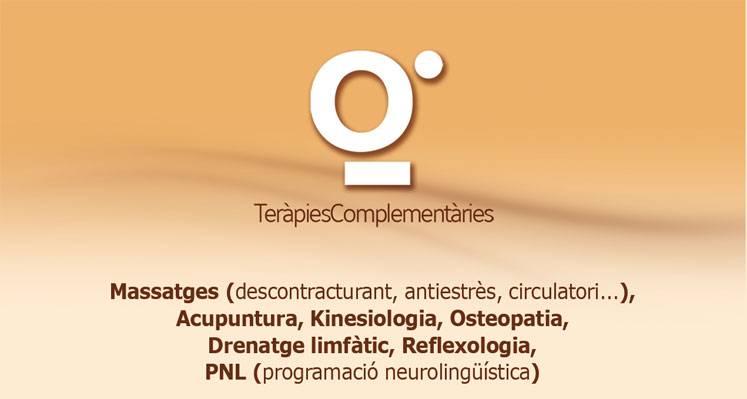 TeràpiesComplementàries
Massatges (descontracturant, antiestrès, circulatori...),
Acupuntura, Kinesiologia, Osteopatia,
Drenatge limfàtic, Reflexologia,
PNL (programació neurolingüística)